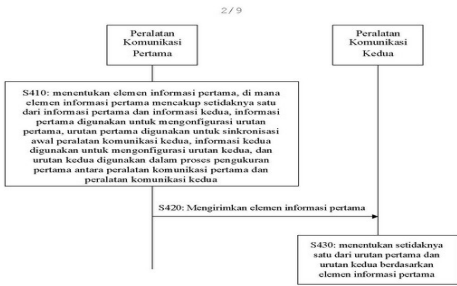 2/9
Peralatan
Komunikasi
Pertama
Peralatan
Komunikasi
Kedua
S410: menentukan elemen informasi pertama, di mana
elemen informasi pertama mencakup setidaknya satu
dari informasi pertama dan informasi kedua, informasi
pertama digunakan untuk mengonfigurasi urutan
pertama, urutan pertama digunakan untuk sinkronisasi
awal peralatan komunikasi kedua, informasi kedua
digunakan untuk mengonfigurasi urutan kedua, dan
urutan kedua digunakan dalam proses pengukuran
pertama antara peralatan komunikasi pertama dan
peralatan komunikasi kedua
S420: Mengirimkan elemen informasi pertama
S430: menentukan setidaknya
satu dari urutan pertama dan
urutan kedua berdasarkan
elemen informasi pertama